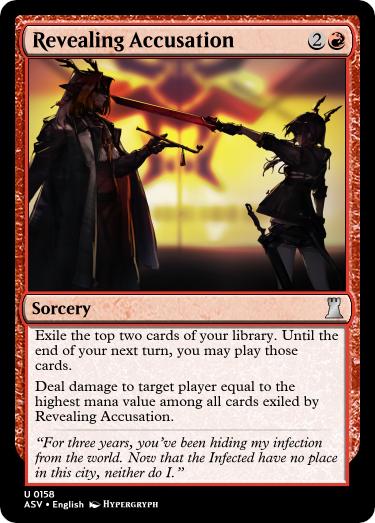 Revealing Accusation 2
Sorcery
Exile the top two cards of your library. Until the
end of your next turn, you may play those
cards.
Deal damage to target player equal to the
highest mana value among all cards exiled by
Revealing Accusation.
“For three years, you’ve been hiding my infection
from the world. Now that the Infected have no place
in this city, neither do I.”
U 0158
ASV • English HYPERGRYPH